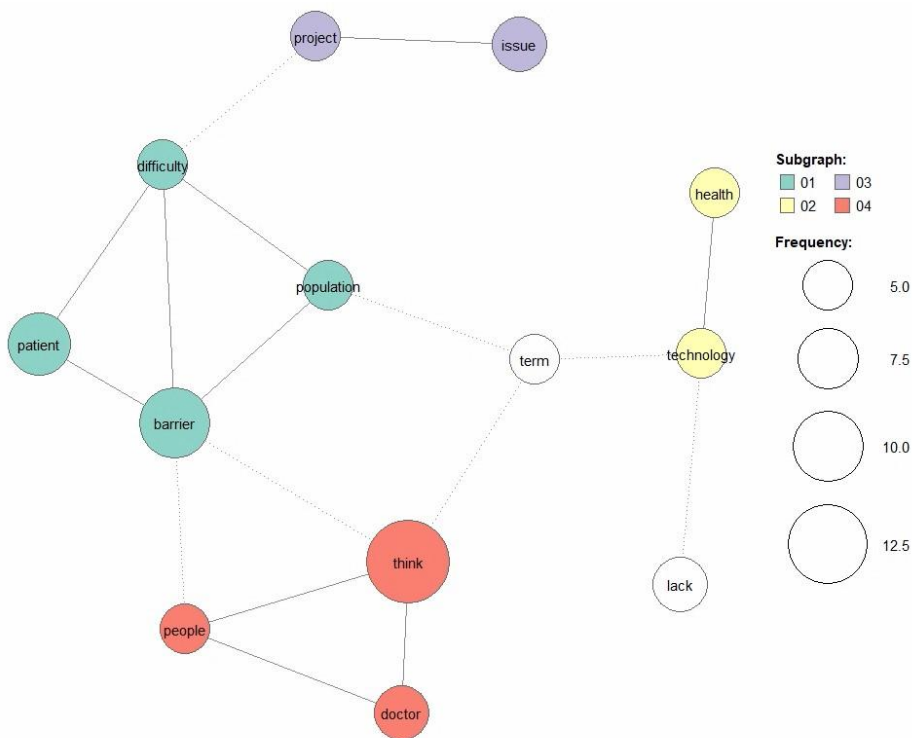 project
issue
difficulty
Subgraph:
01 03
02 04
health
Frequency:
population
5.0
patient
term
technology
7.5
barrier
10.0
think
12.5
lack
people
doctor